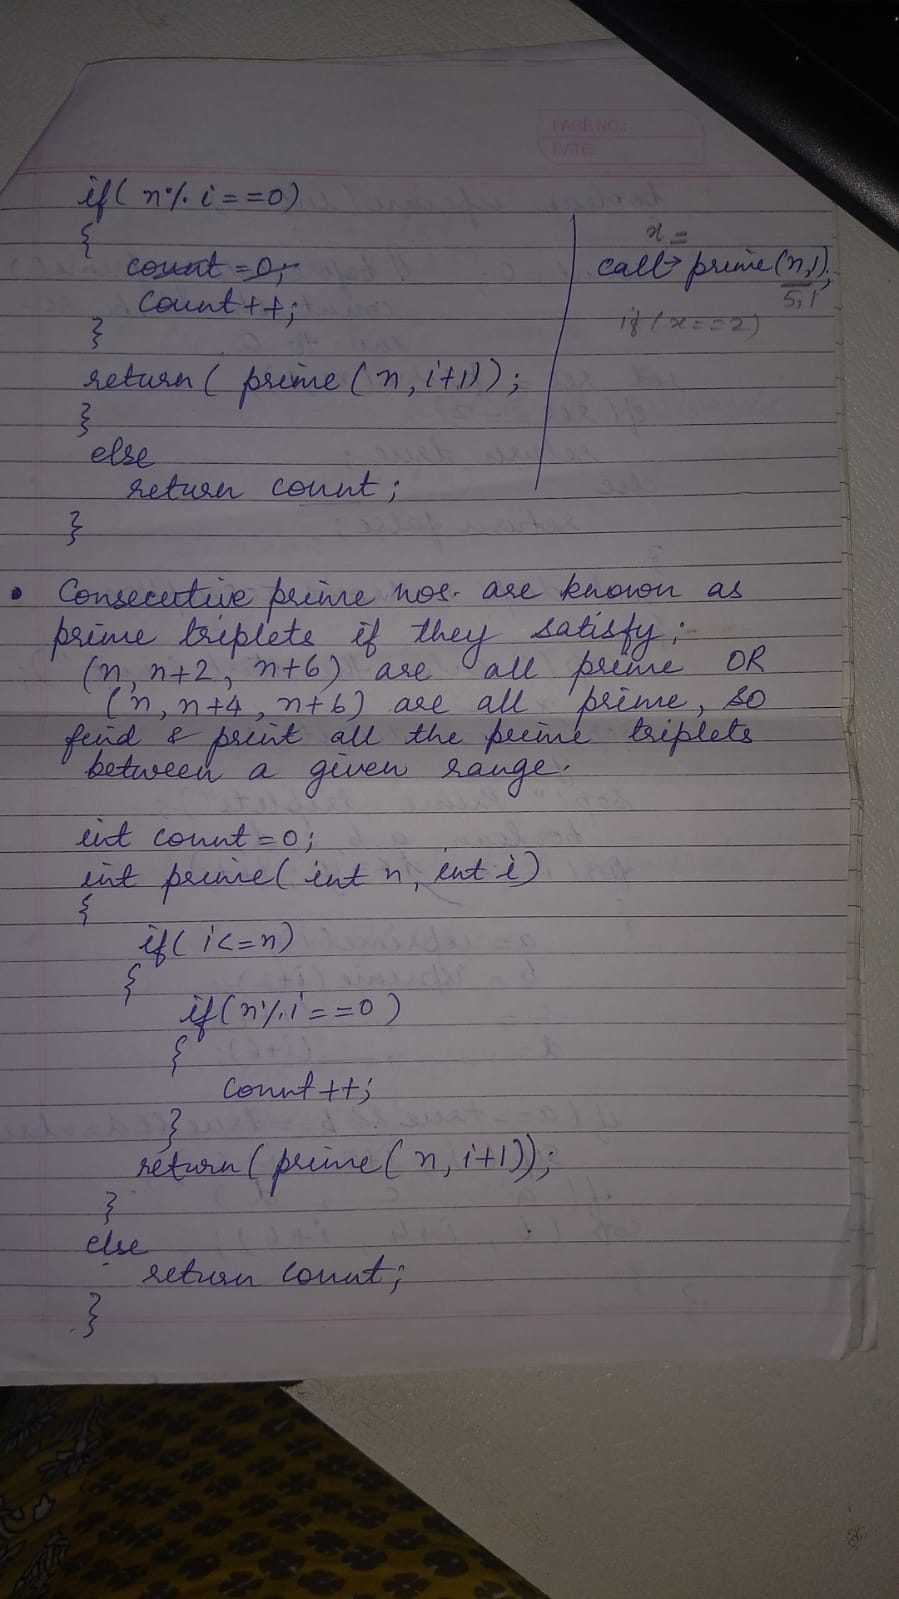 PAGE NO.:
DATE:
if( n% i==0)
{
count=0;
count++;
}
return( prime(n, i+1));
}
else
return count;
}
x=
call→ prime(n,1);
5,1
if(x==2)
• Consecutive prime nos. are known as
prime triplets if they satisfy;
(n, n+2, n+6) are all prime OR
(n, n+4, n+6) are all prime, so
find & print all the prime triplets
between a given range.
int count=0;
int prime( int n, int i)
{
if( i<=n)
{
if(n%i==0)
{
count++;
}
return( prime( n, i+1));
}
else
return count;
}